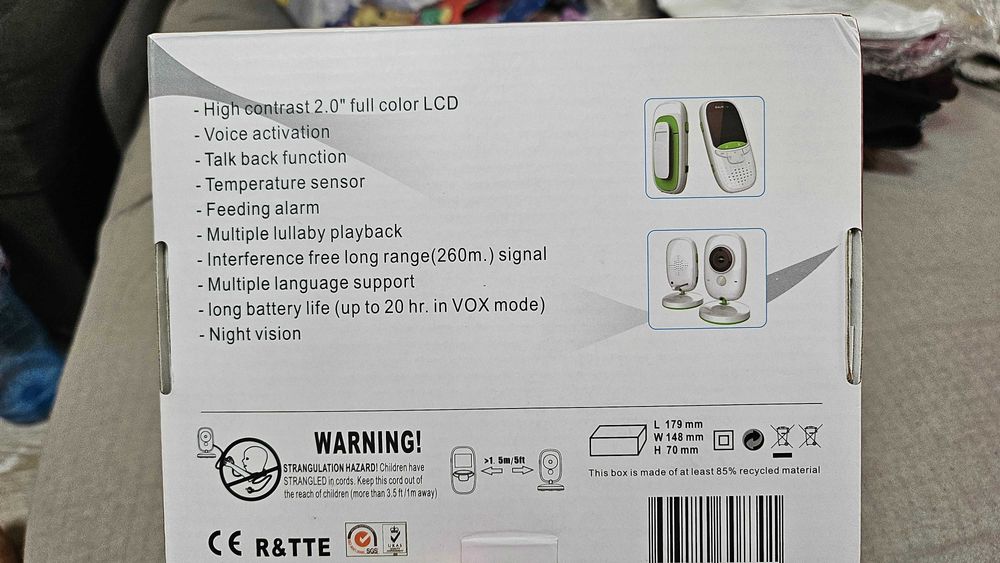 - High contrast 2.0" full color LCD
- Voice activation
- Talk back function
- Temperature sensor
- Feeding alarm
- Multiple lullaby playback
- Interference free long range(260m.) signal
- Multiple language support
- long battery life (up to 20 hr. in VOX mode)
- Night vision
WARNING!
STRANGULATION HAZARD! Children have
STRANGLED in cords. Keep this cord out of
the reach of children (more than 3.5 ft /1m away)
>1.5m/5ft
L 179 mm
W 148 mm
H 70 mm
This box is made of at least 85% recycled material
CE R&TTE
SGS
UKAS